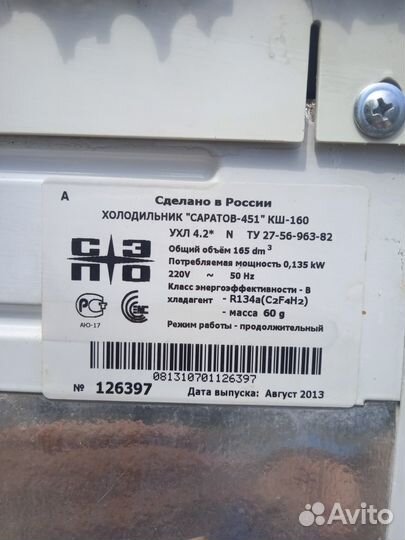 А
Сделано в России
ХОЛОДИЛЬНИК "САРАТОВ-451" КШ-160
УХЛ 4.2* N ТУ 27-56-963-82
Общий объём 165 dm³
Потребляемая мощность 0,135 kW
220V ~ 50 Hz
Класс энергоэффективности - В
хладагент - R134a(C2F4H2)
- масса 60 g
Режим работы - продолжительный
СЭПО
АЮ-17
081310701126397
№ 126397 Дата выпуска: Август 2013
Avito